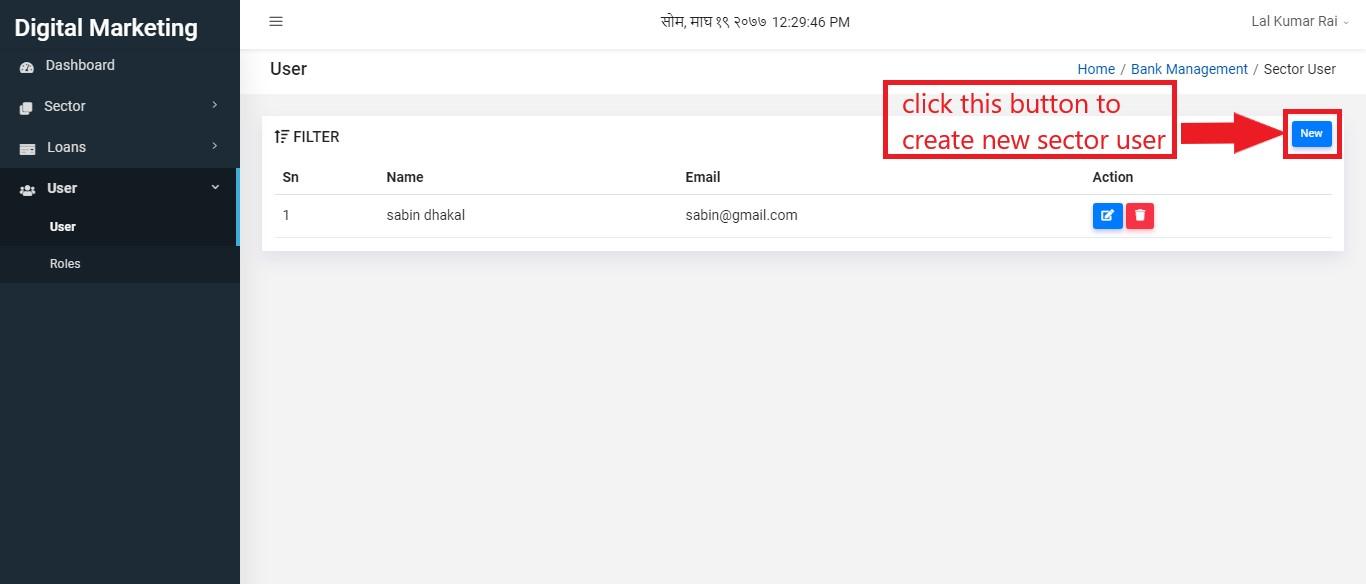 Digital Marketing
सोम, माघ १९ २०७७ 12:29:46 PM
Lal Kumar Rai
Dashboard
Sector
Loans
User
User
Roles
User
Home / Bank Management / Sector User
click this button to
create new sector user
FILTER
New
Sn Name Email Action
1 sabin dhakal sabin@gmail.com